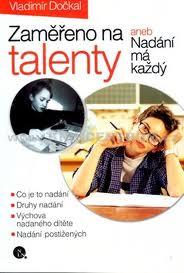 Vladimír Dočkal
Zaměřeno na
talenty
aneb
Nadání
má
každý
• Co je to nadání
• Druhy nadání
• Výchova
nadaného dítěte
• Nadání postižených